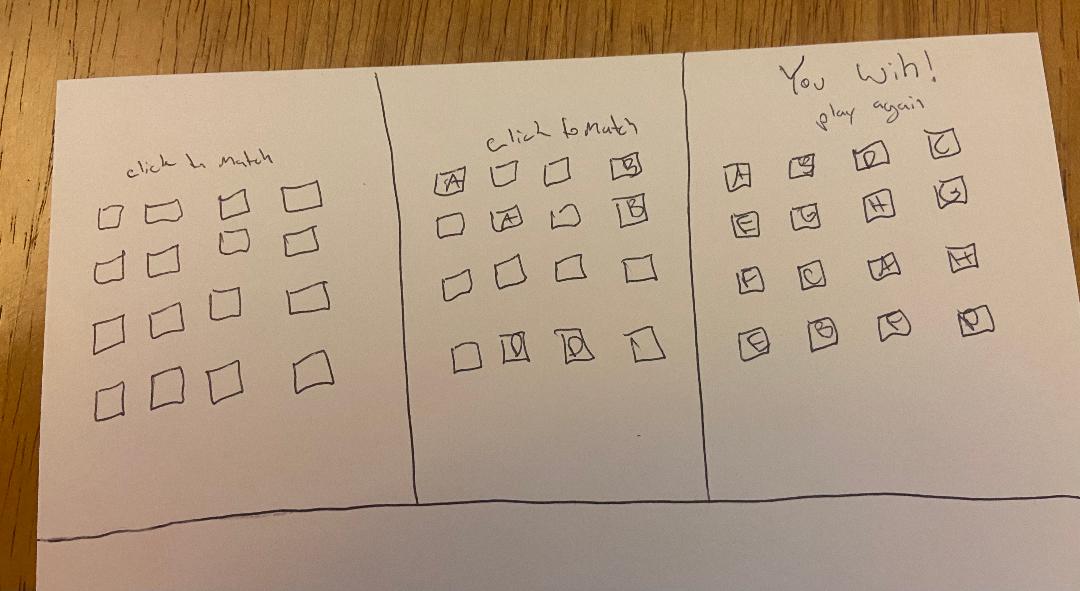 click to match
click to match
A B
A B
D D
You Win!
play again
A B D C
E G H G
F C A H
E B F D